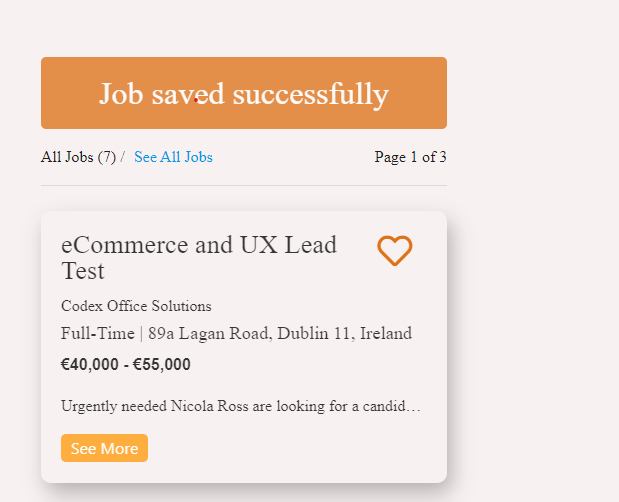 Job saved successfully
All Jobs (7) / See All Jobs Page 1 of 3
eCommerce and UX Lead
Test
Codex Office Solutions
Full-Time | 89a Lagan Road, Dublin 11, Ireland
€40,000 - €55,000
Urgently needed Nicola Ross are looking for a candid…
See More